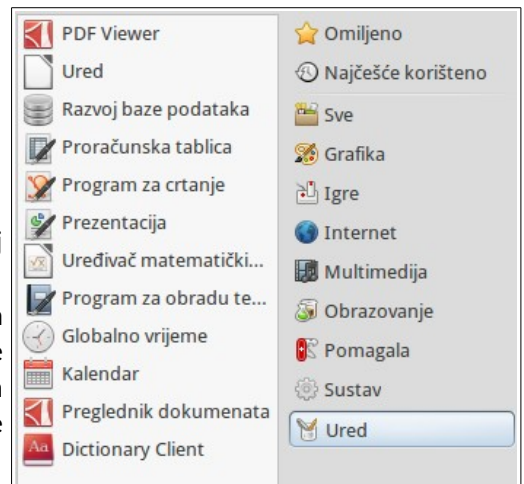 PDF Viewer
Ured
Razvoj baze podataka
Proračunska tablica
Program za crtanje
Prezentacija
Uređivač matematički...
Program za obradu te...
Globalno vrijeme
Kalendar
Preglednik dokumenata
Dictionary Client
Omiljeno
Najčešće korišteno
Sve
Grafika
Igre
Internet
Multimedija
Obrazovanje
Pomagala
Sustav
Ured